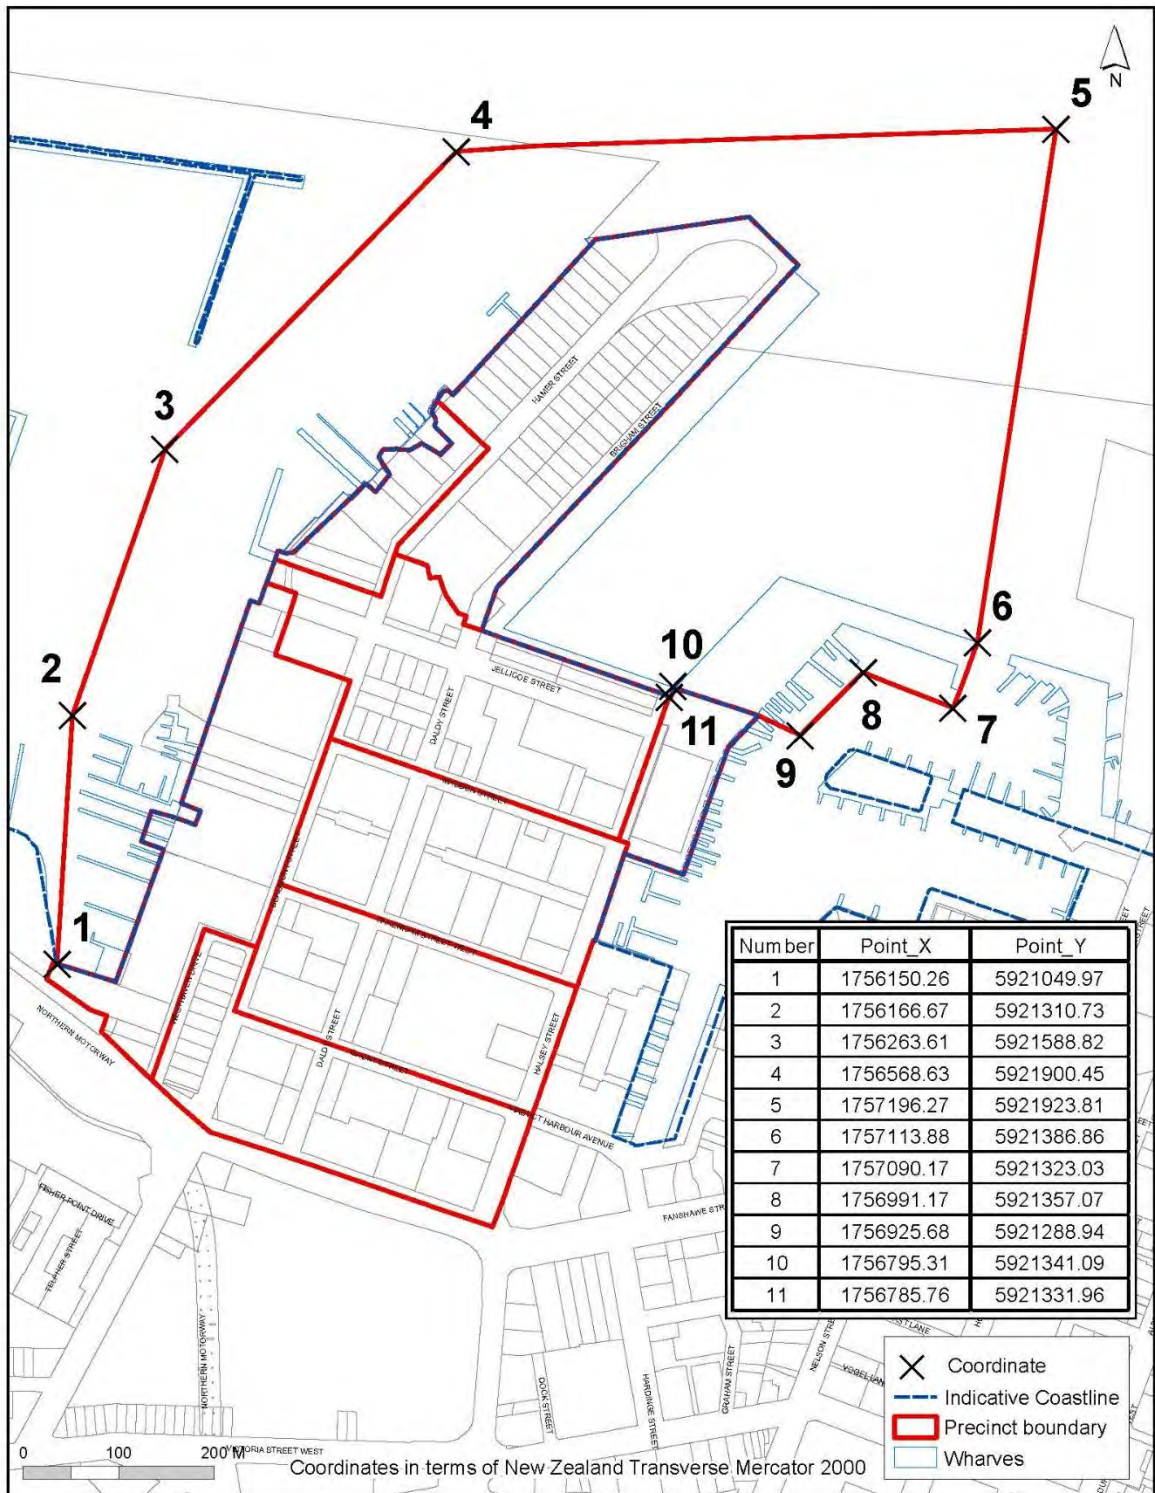 5
N
4
HAMER STREET
3
BRIGHAM STREET
6
10
2
JELLICOE STREET
DALDY STREET
11
8
7
9
1
HALSEY STREET
NORTHERN MOTORWAY
DALDY STREET
HARBOUR AVENUE
FISHER POINT DRIVE
TELPHER STREET
FANSHAWE
NORTHERN MOTORWAY
DOCK STREET
HARDINGE STREET
GRAHAM STREET
NELSON
Number Point_X Point_Y
1 1756150.26 5921049.97
2 1756166.67 5921310.73
3 1756263.61 5921588.82
4 1756568.63 5921900.45
5 1757196.27 5921923.81
6 1757113.88 5921386.86
7 1757090.17 5921323.03
8 1756991.17 5921357.07
9 1756925.68 5921288.94
10 1756795.31 5921341.09
11 1756785.76 5921331.96
Coordinate
Indicative Coastline
Precinct boundary
Wharves
0 100 200 M
VICTORIA STREET WEST
Coordinates in terms of New Zealand Transverse Mercator 2000